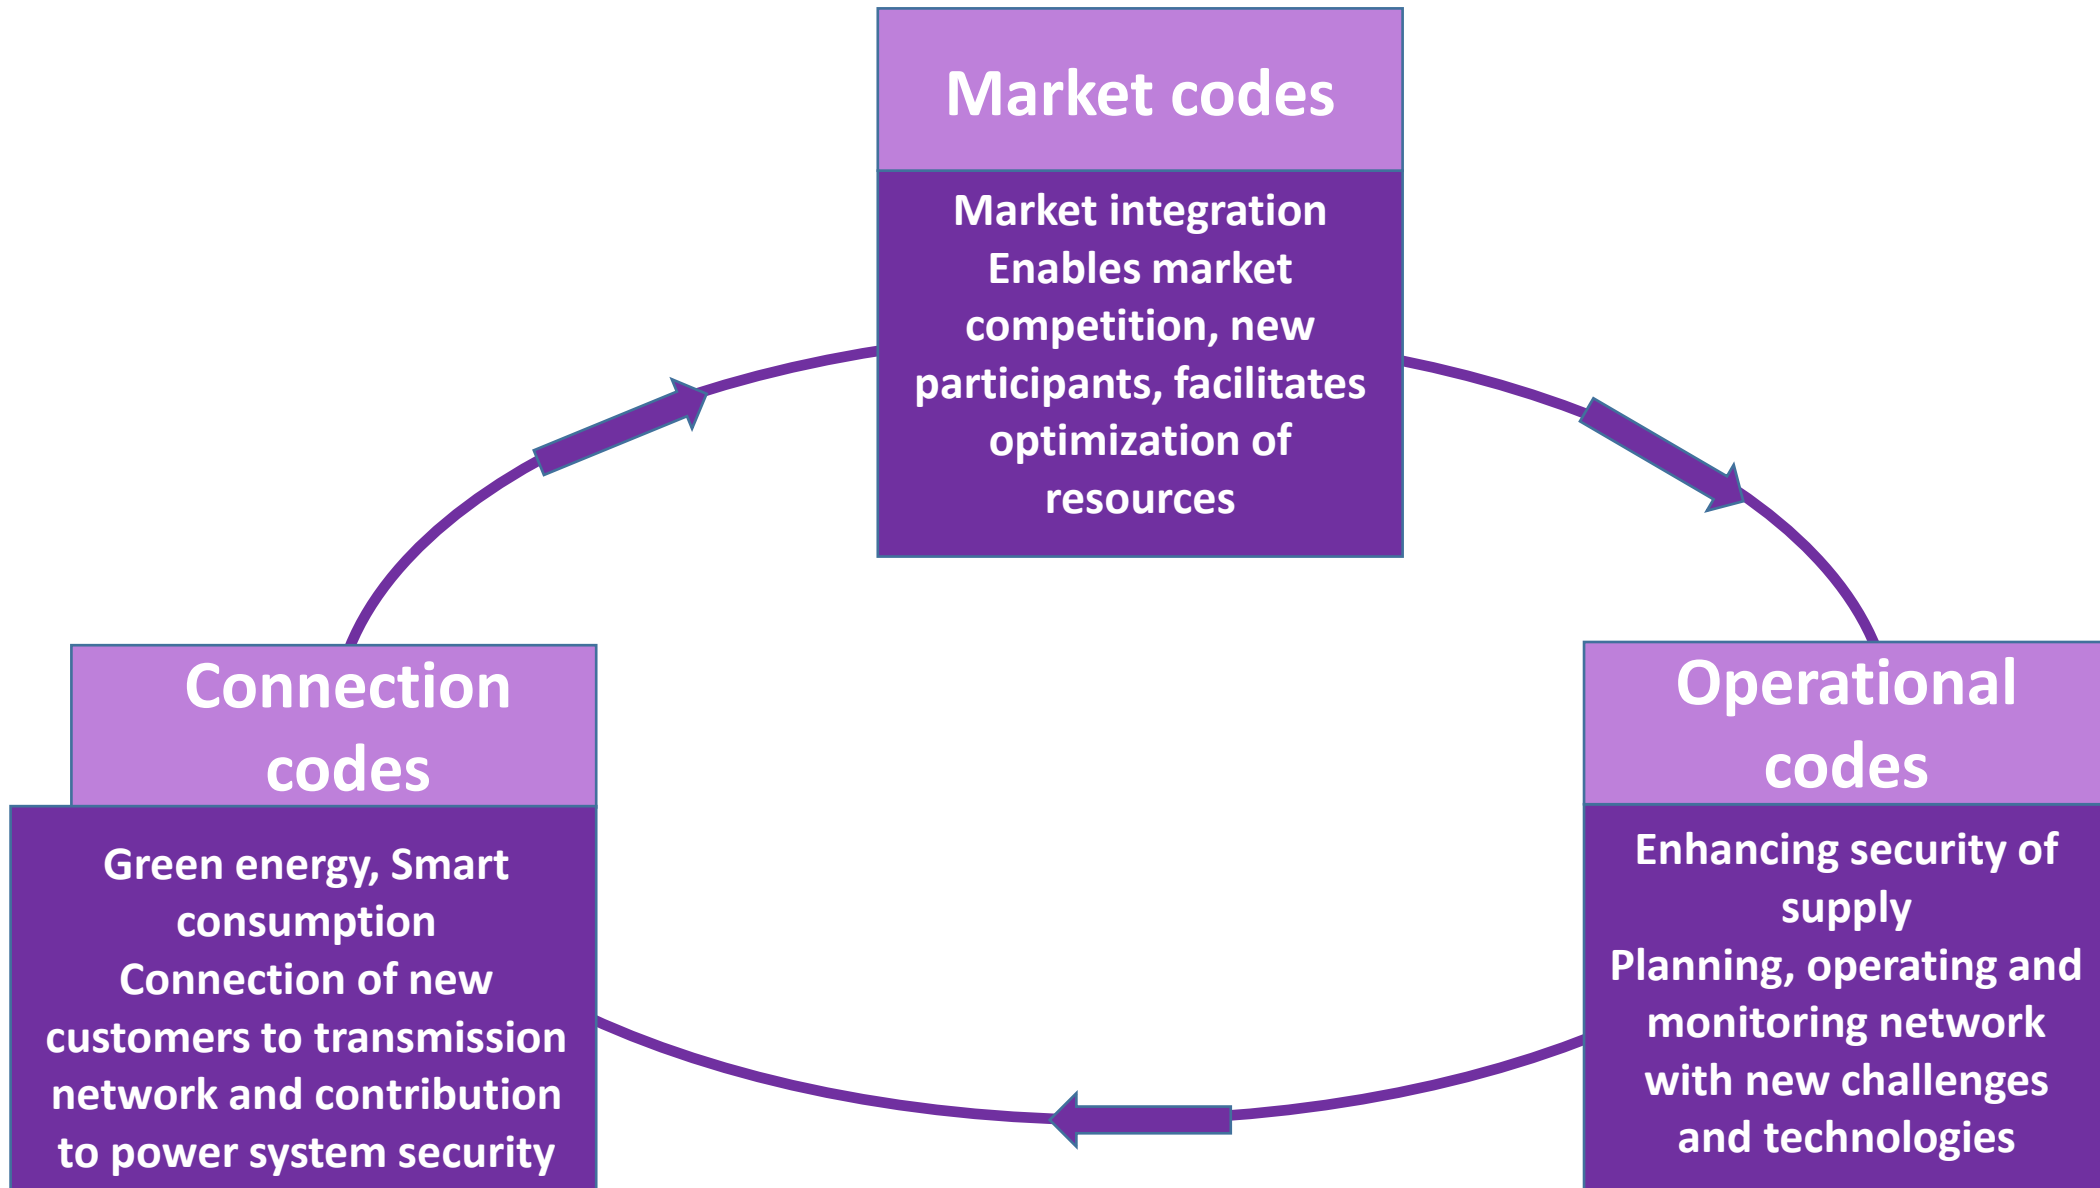 Market codes
Market integration
Enables market
competition, new
participants, facilitates
optimization of
resources
Connection
codes
Green energy, Smart
consumption
Connection of new
customers to transmission
network and contribution
to power system security
Operational
codes
Enhancing security of
supply
Planning, operating and
monitoring network
with new challenges
and technologies